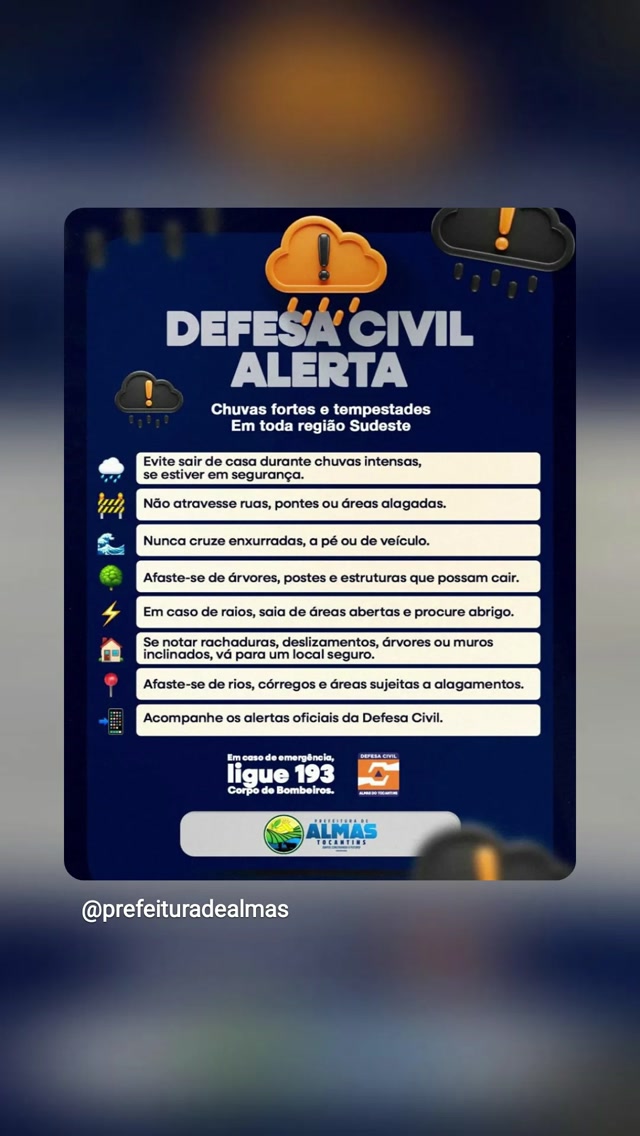 DEFESA CIVIL
ALERTA
Chuvas fortes e tempestades
Em toda região Sudeste
Evite sair de casa durante chuvas intensas,
se estiver em segurança.
Não atravesse ruas, pontes ou áreas alagadas.
Nunca cruze enxurradas, a pé ou de veículo.
Afaste-se de árvores, postes e estruturas que possam cair.
Em caso de raios, saia de áreas abertas e procure abrigo.
Se notar rachaduras, deslizamentos, árvores ou muros
inclinados, vá para um local seguro.
Afaste-se de rios, córregos e áreas sujeitas a alagamentos.
Acompanhe os alertas oficiais da Defesa Civil.
Em caso de emergência,
ligue 193
Corpo de Bombeiros.
DEFESA CIVIL
ALMAS DO TOCANTINS
PREFEITURA DE
ALMAS
TOCANTINS
@prefeituradealmas